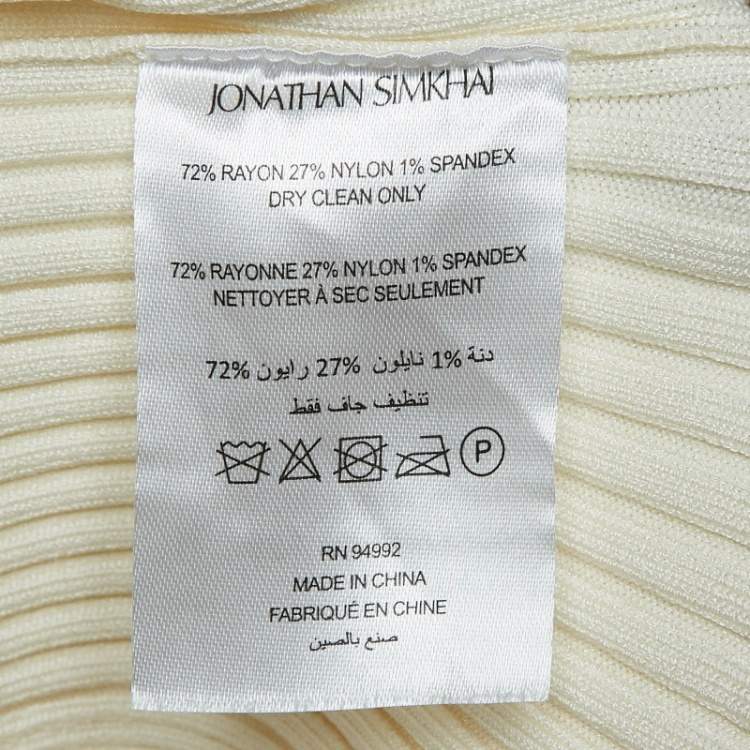 JONATHAN SIMKHAI
72% RAYON 27% NYLON 1% SPANDEX
DRY CLEAN ONLY
72% RAYONNE 27% NYLON 1% SPANDEX
NETTOYER À SEC SEULEMENT
72% رايون 27% نايلون 1% دنة
تنظيف جاف فقط
P
RN 94992
MADE IN CHINA
FABRIQUÉ EN CHINE
صنع بالصين